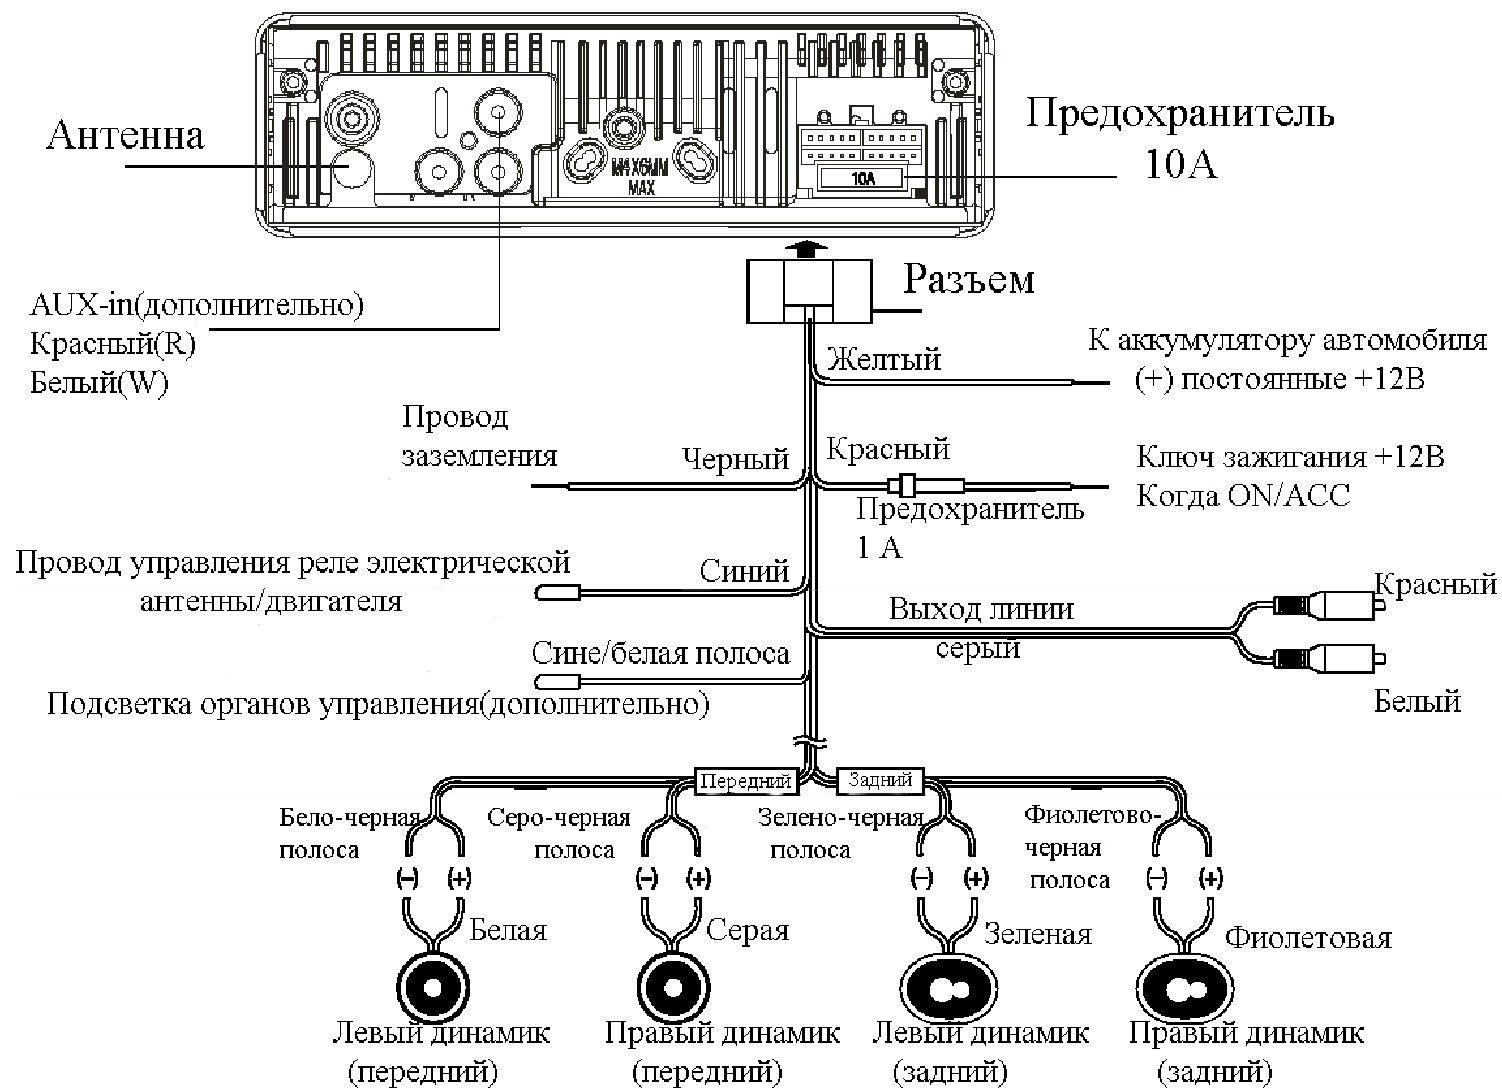 Антенна
Предохранитель
10А
M4X6MM
MAX
10A
Разъем
AUX-in(дополнительно)
Красный(R)
Белый(W)
Желтый
К аккумулятору автомобиля
(+) постоянные +12В
Провод
заземления
Черный
Красный
Ключ зажигания +12В
Когда ON/ACC
Предохранитель
1 А
Провод управления реле электрической
антенны/двигателя
Синий
Выход линии
серый
Красный
Белый
Сине/белая полоса
Подсветка органов управления(дополнительно)
Передний
Задний
Бело-черная
полоса
Серо-черная
полоса
Зелено-черная
полоса
Фиолетово-
черная
полоса
(-) (+) (-) (+) (-) (+) (-) (+)
Белая
Серая
Зеленая
Фиолетовая
Левый динамик
(передний)
Правый динамик
(передний)
Левый динамик
(задний)
Правый динамик
(задний)